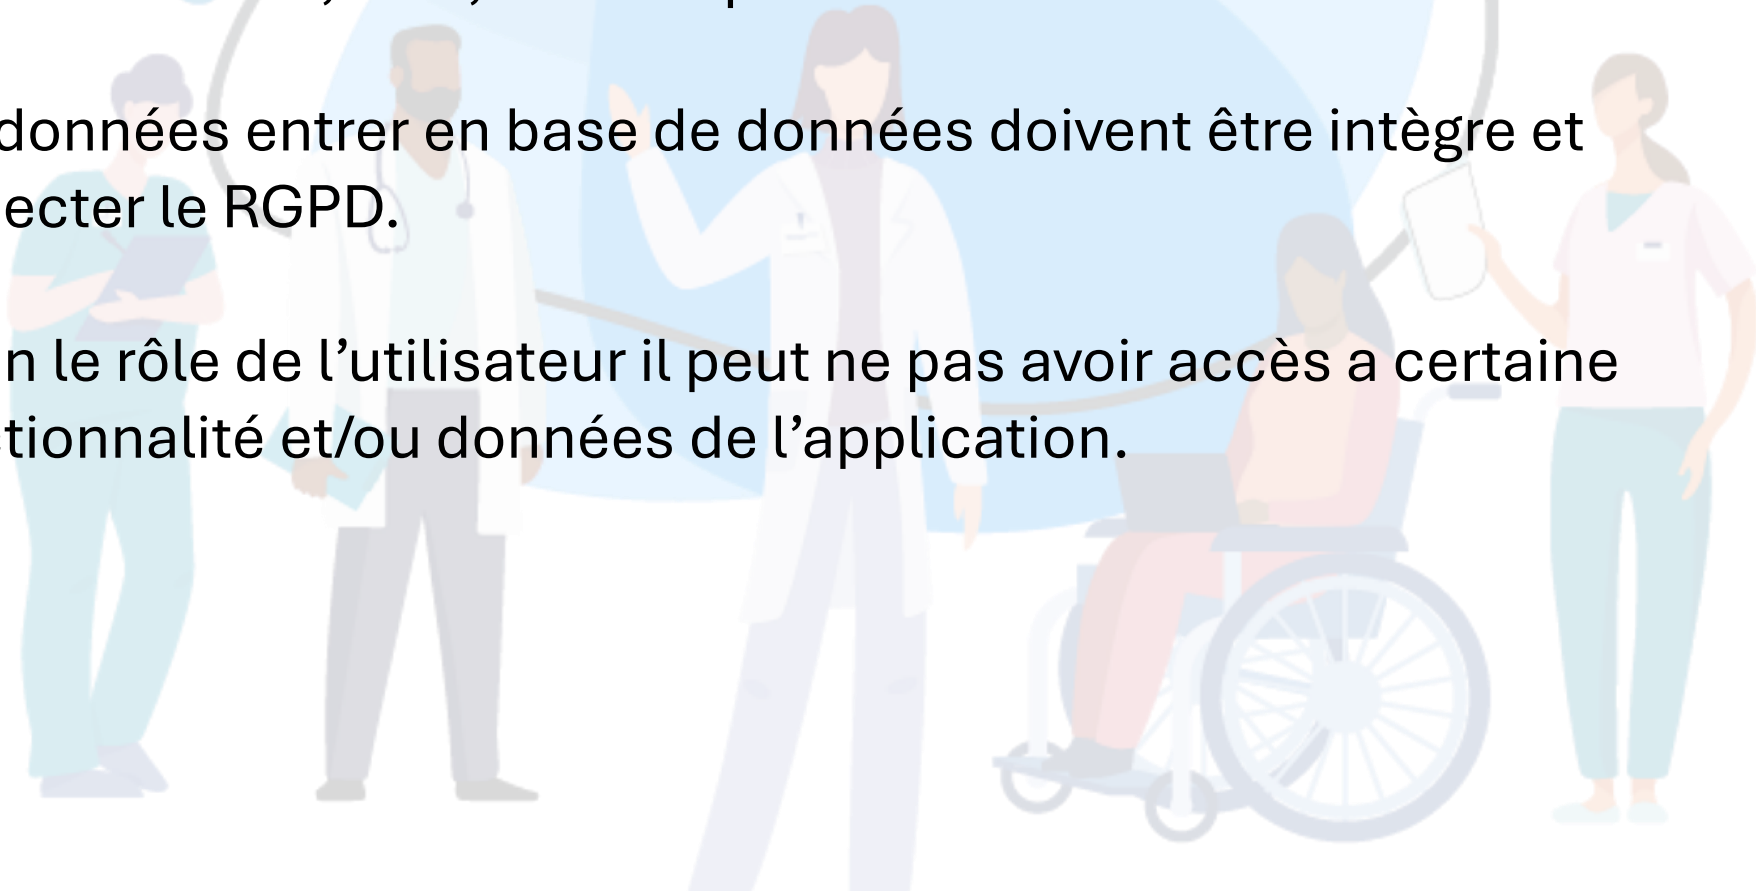 données entrer en base de données doivent être intègre et
ecter le RGPD.
n le rôle de l’utilisateur il peut ne pas avoir accès a certaine
tionnalité et/ou données de l’application.